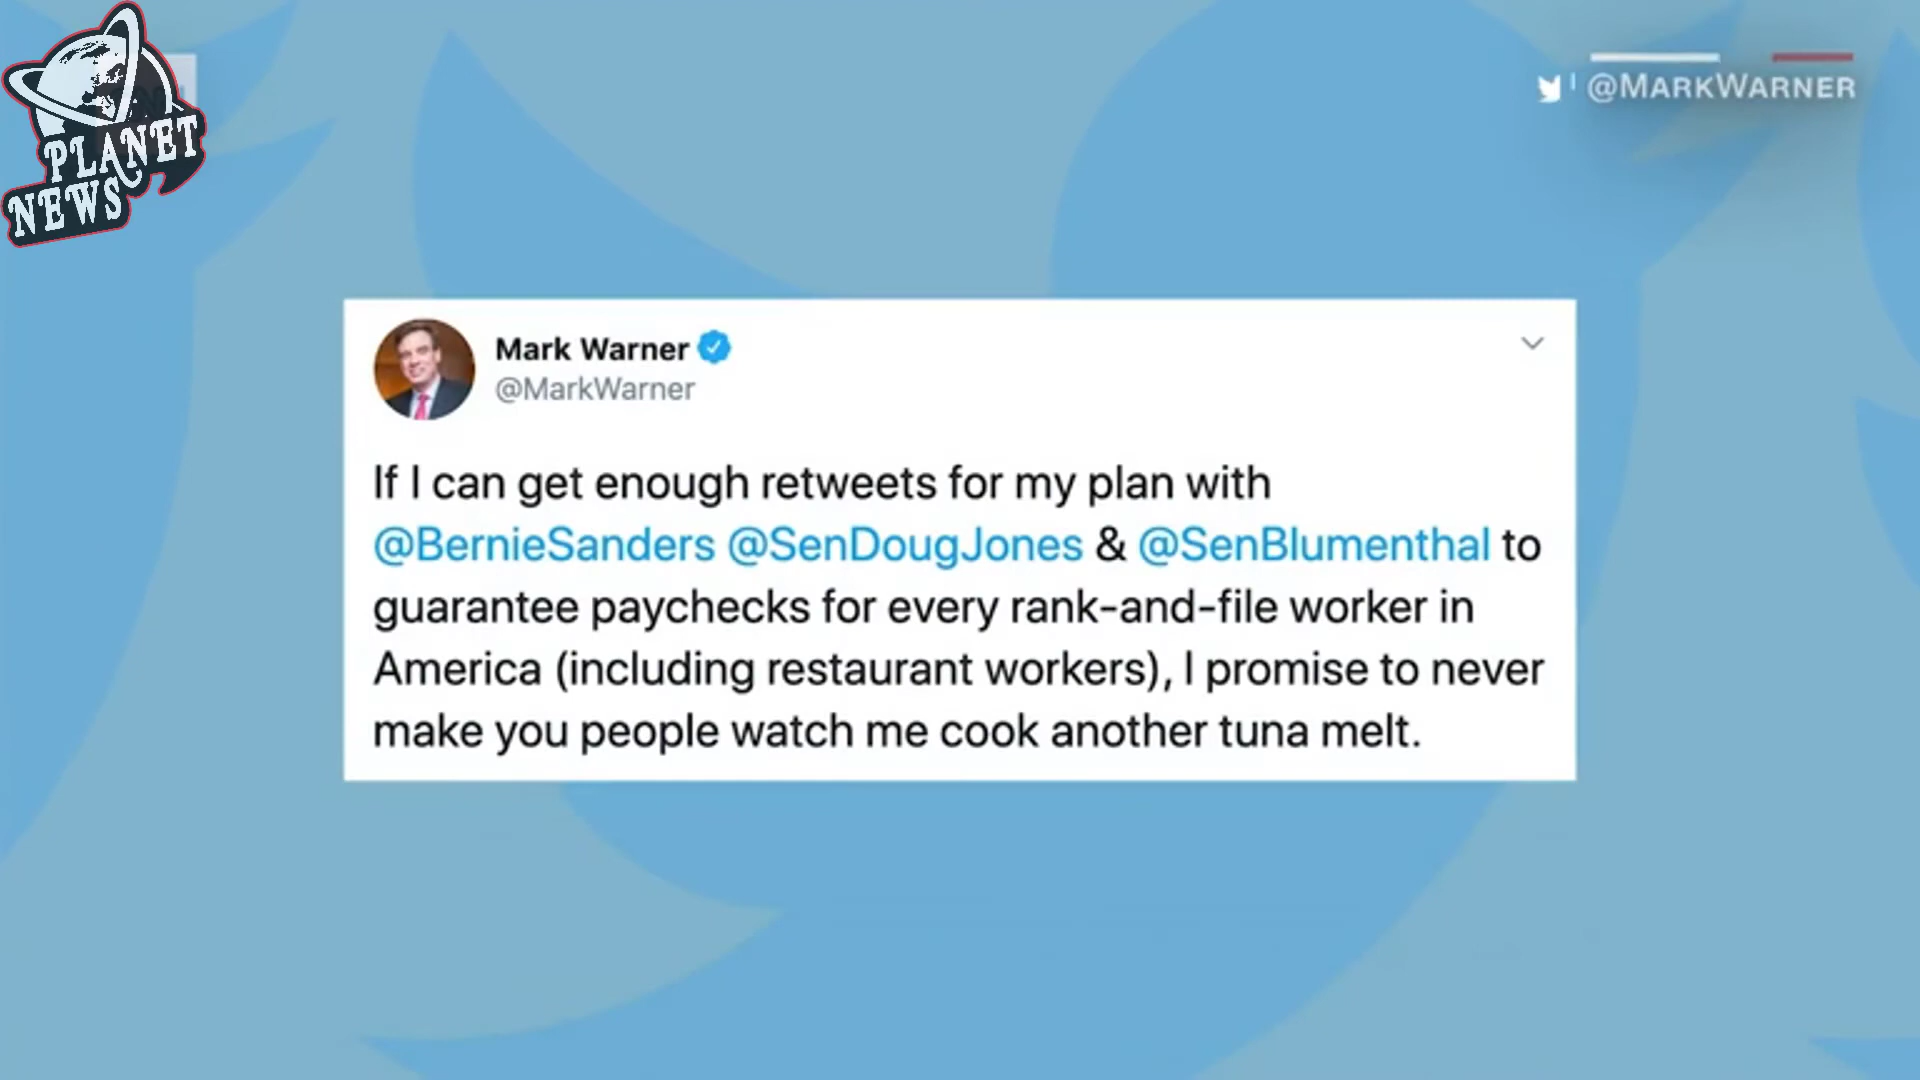 PLANET
NEWS
@MARKWARNER
Mark Warner
@MarkWarner
If I can get enough retweets for my plan with
@BernieSanders @SenDougJones & @SenBlumenthal to
guarantee paychecks for every rank-and-file worker in
America (including restaurant workers), I promise to never
make you people watch me cook another tuna melt.